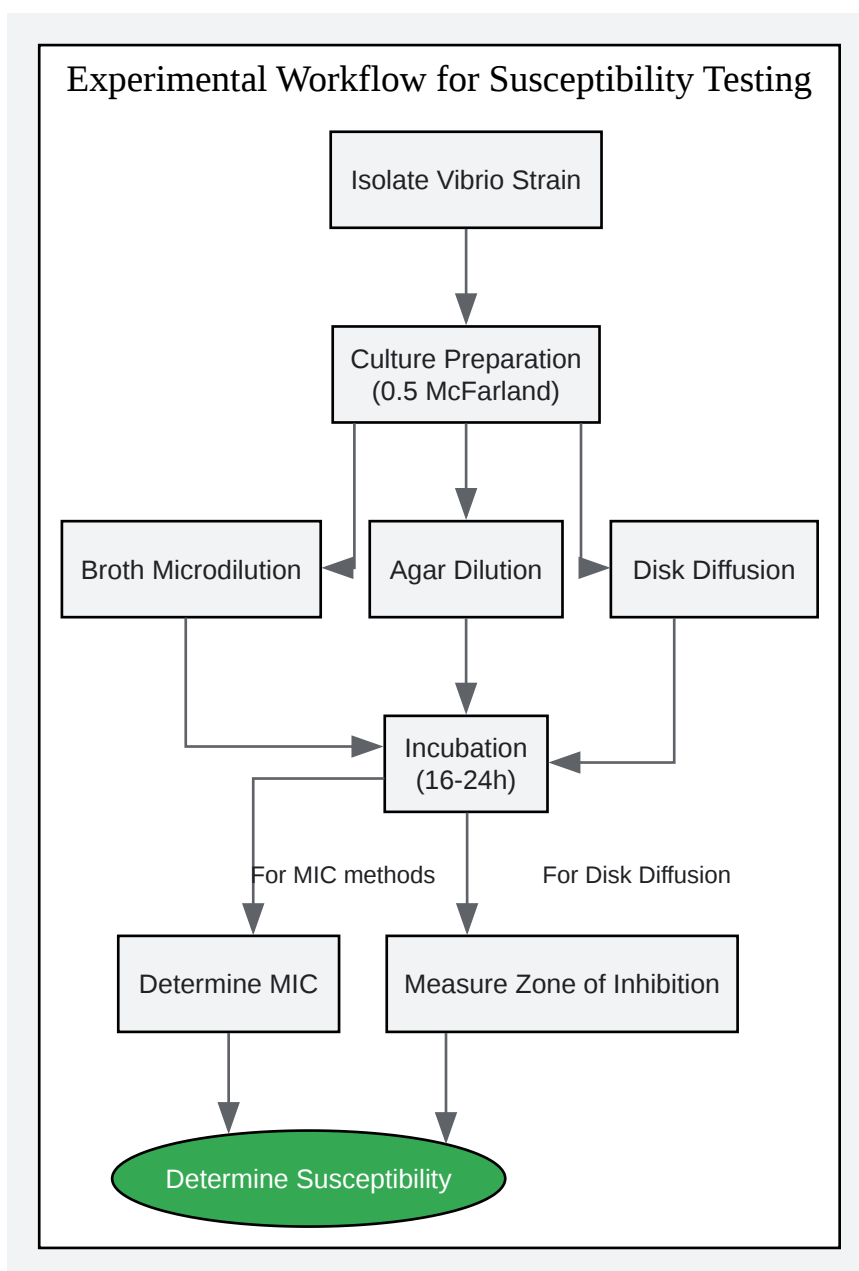 Experimental Workflow for Susceptibility Testing
Isolate Vibrio Strain
Culture Preparation
(0.5 McFarland)
Broth Microdilution
Agar Dilution
Disk Diffusion
Incubation
(16-24h)
For MIC methods
For Disk Diffusion
Determine MIC
Measure Zone of Inhibition
Determine Susceptibility